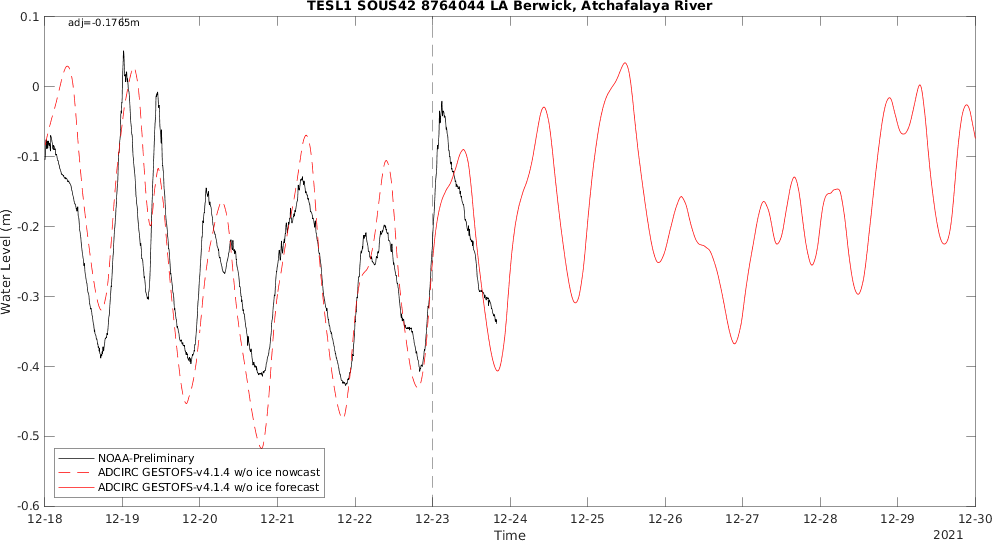 TESL1 SOUS42 8764044 LA Berwick, Atchafalaya River
adj=-0.1765m
0.1
0
-0.1
-0.2
-0.3
-0.4
-0.5
-0.6
Water Level (m)
NOAA-Preliminary
ADCIRC GESTOFS-v4.1.4 w/o ice nowcast
ADCIRC GESTOFS-v4.1.4 w/o ice forecast
12-18 12-19 12-20 12-21 12-22 12-23 12-24 12-25 12-26 12-27 12-28 12-29 12-30
Time
2021